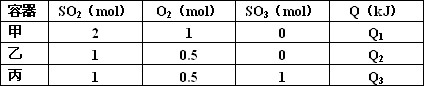 容器 SO₂（mol） O₂（mol） SO₃（mol） Q（kJ）
甲 2 1 0 Q₁
乙 1 0.5 0 Q₂
丙 1 0.5 1 Q₃